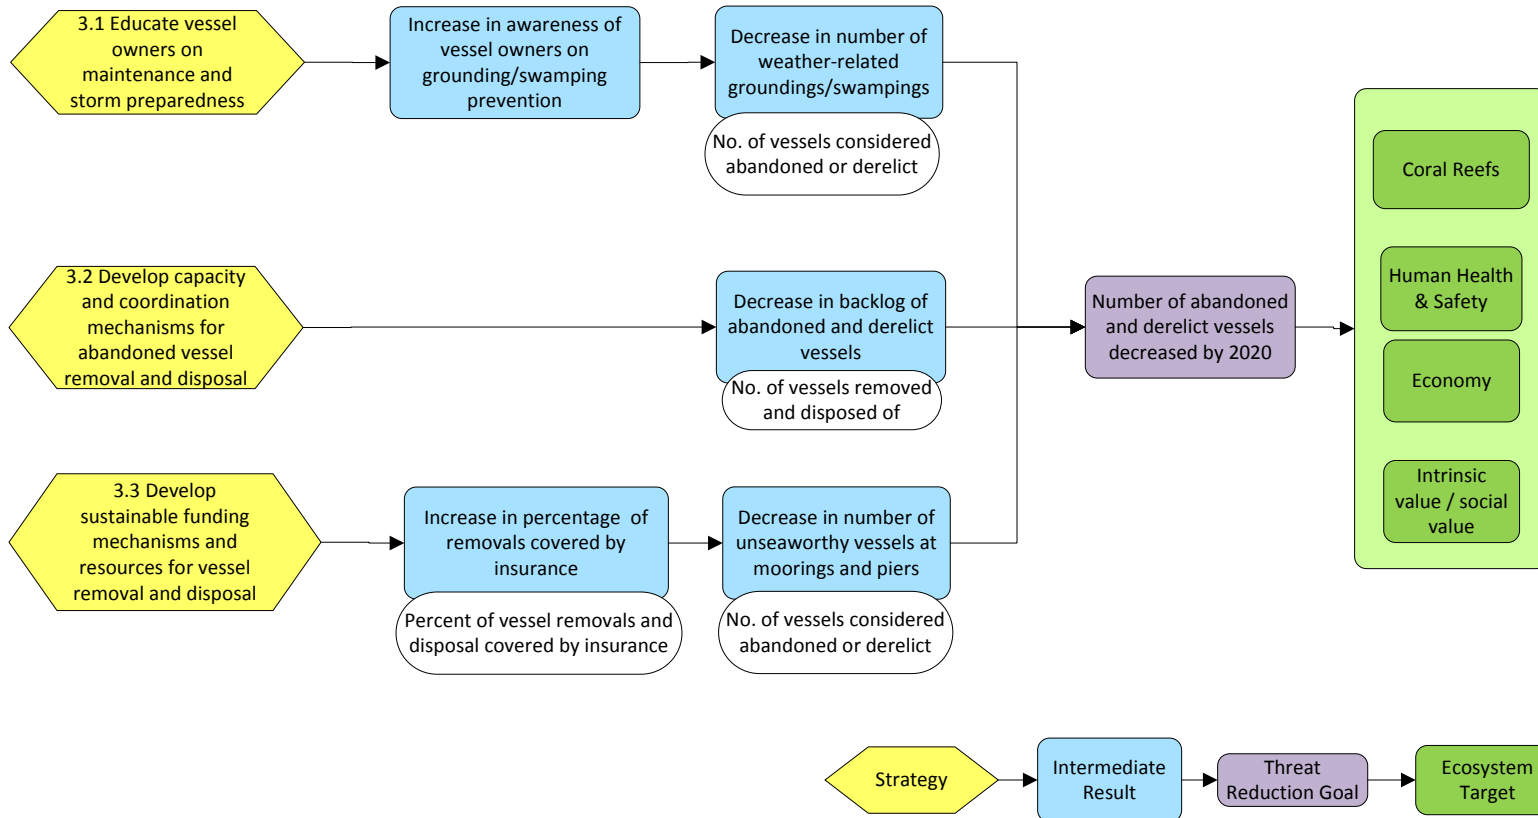 3.1 Educate vessel
owners on
maintenance and
storm preparedness
Increase in awareness of
vessel owners on
grounding/swamping
prevention
Decrease in number of
weather-related
groundings/swampings
No. of vessels considered
abandoned or derelict
3.2 Develop capacity
and coordination
mechanisms for
abandoned vessel
removal and disposal
Decrease in backlog of
abandoned and derelict
vessels
No. of vessels removed
and disposed of
3.3 Develop
sustainable funding
mechanisms and
resources for vessel
removal and disposal
Increase in percentage  of
removals covered by
insurance
Percent of vessel removals and
disposal covered by insurance
Decrease in number of
unseaworthy vessels at
moorings and piers
No. of vessels considered
abandoned or derelict
Number of abandoned
and derelict vessels
decreased by 2020
Coral Reefs
Human Health
& Safety
Economy
Intrinsic
value / social
value
Strategy
Intermediate
Result
Threat
Reduction Goal
Ecosystem
Target